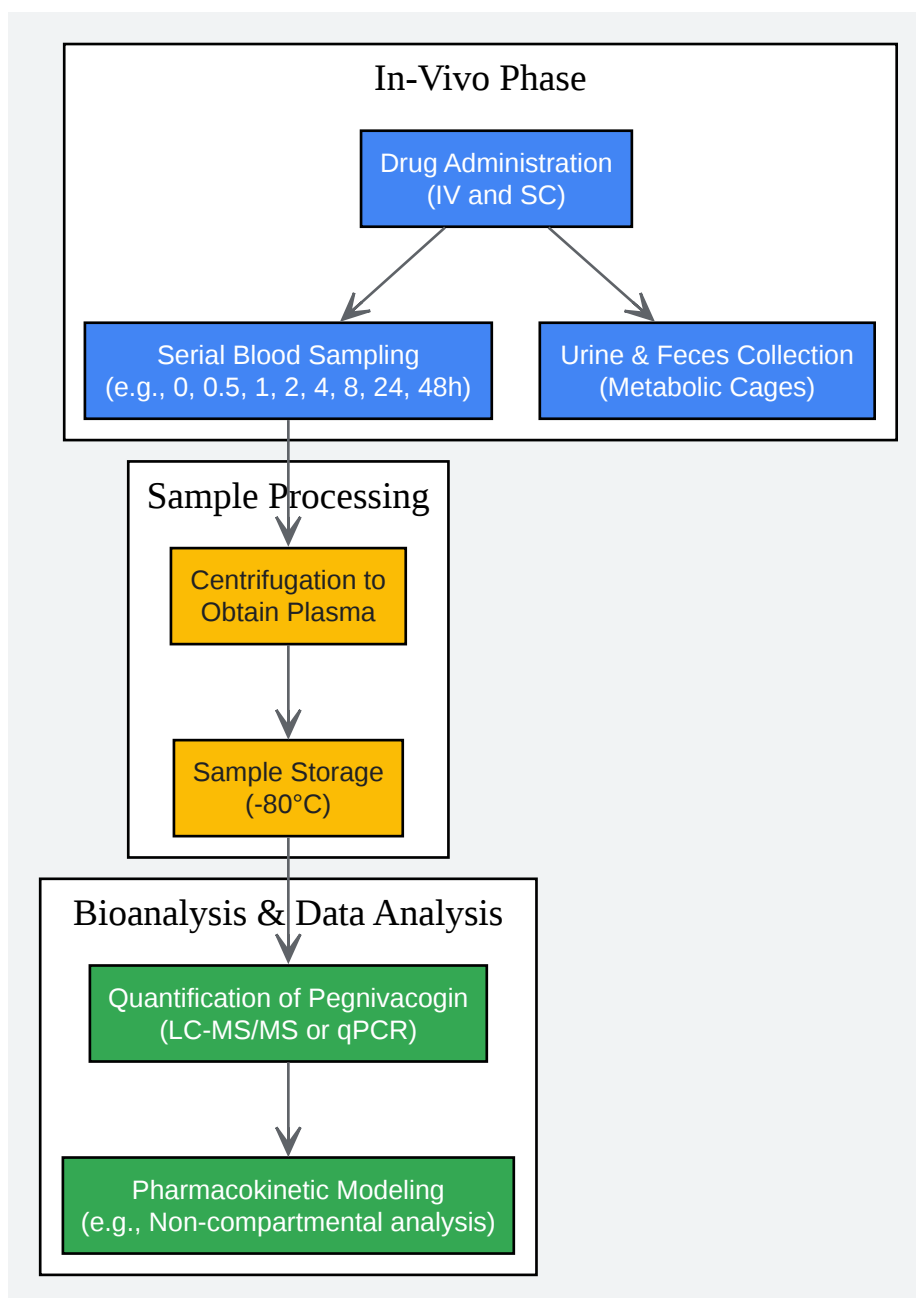 In-Vivo Phase
Drug Administration
(IV and SC)
Serial Blood Sampling
(e.g., 0, 0.5, 1, 2, 4, 8, 24, 48h)
Urine & Feces Collection
(Metabolic Cages)
Sample Processing
Centrifugation to
Obtain Plasma
Sample Storage
(-80°C)
Bioanalysis & Data Analysis
Quantification of Pegnivacogin
(LC-MS/MS or qPCR)
Pharmacokinetic Modeling
(e.g., Non-compartmental analysis)